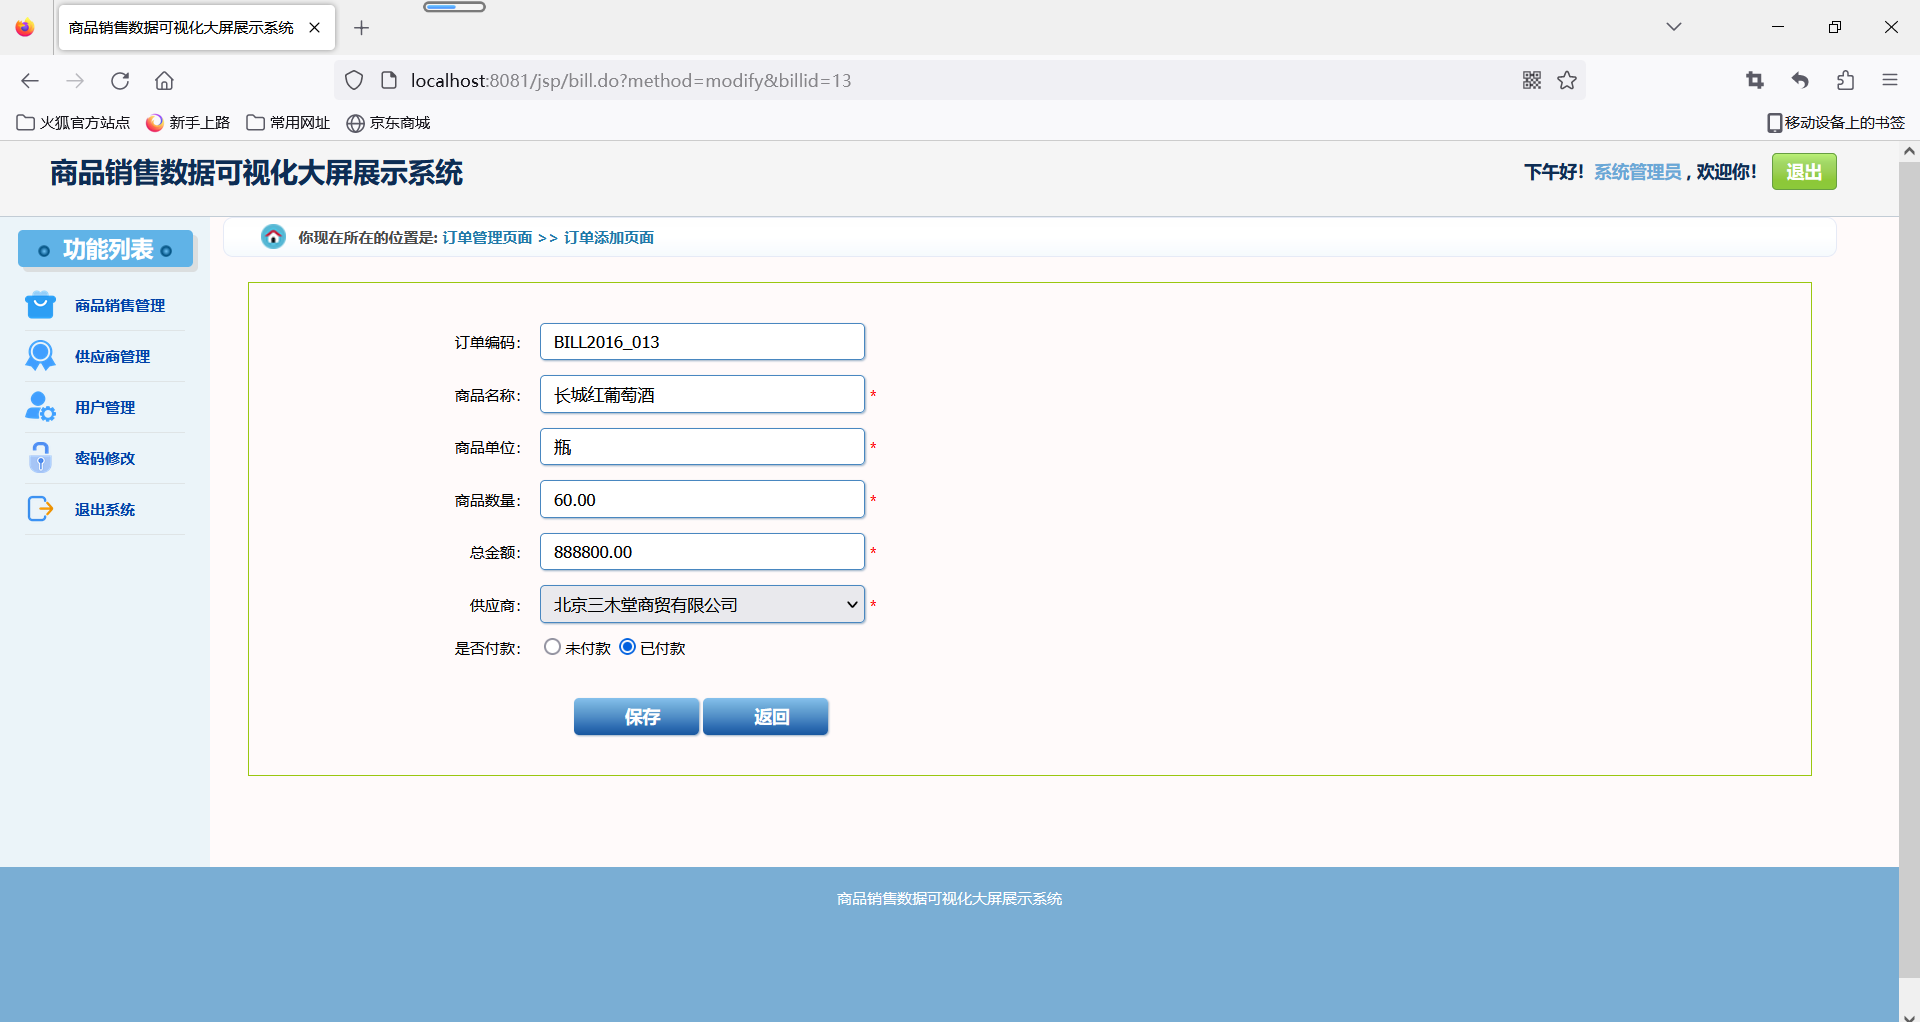 商品销售数据可视化大屏展示系统
localhost:8081/jsp/bill.do?method=modify&billid=13
火狐官方站点 新手上路 常用网址 京东商城 移动设备上的书签
商品销售数据可视化大屏展示系统
下午好！系统管理员，欢迎你！ 退出
功能列表
商品销售管理
供应商管理
用户管理
密码修改
退出系统
你现在所在的位置是: 订单管理页面 >> 订单添加页面
订单编码： BILL2016_013
商品名称： 长城红葡萄酒 *
商品单位： 瓶 *
商品数量： 60.00 *
总金额： 888800.00 *
供应商： 北京三木堂商贸有限公司 *
是否付款： 未付款 已付款
保存 返回
商品销售数据可视化大屏展示系统